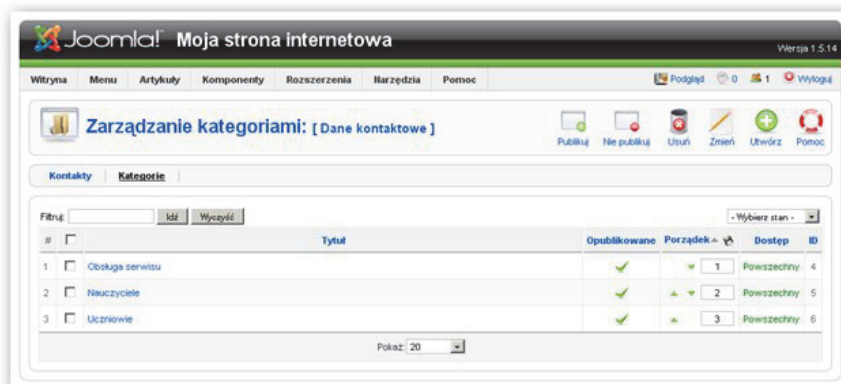 Joomla! Moja strona internetowa
Wersja 1.5.14
Witryna Menu Artykuły Komponenty Rozszerzenia Narzędzia Pomoc Podgląd 0 1 Wyloguj
Zarządzanie kategoriami: [ Dane kontaktowe ]
Publikuj Nie publikuj Usuń Zmień Utwórz Pomoc
Kontakty Kategorie
Filtruj: Idź Wyczyść - Wybierz stan -
# Tytuł Opublikowane Porządek Dostęp ID
1 Obsługa serwisu 1 Powszechny 4
2 Nauczyciele 2 Powszechny 5
3 Uczniowie 3 Powszechny 6
Pokaż: 20